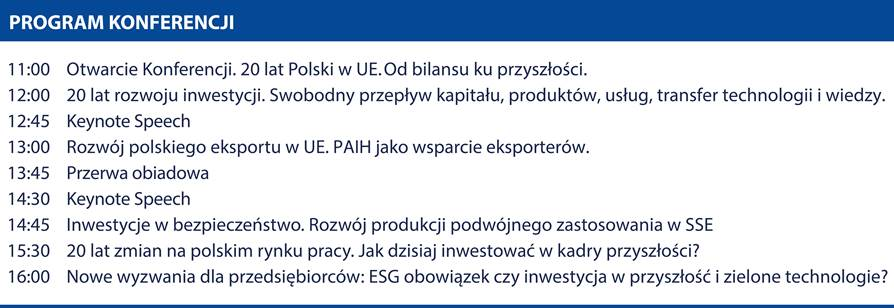 PROGRAM KONFERENCJI
11:00 Otwarcie Konferencji. 20 lat Polski w UE. Od bilansu ku przyszłości.
12:00 20 lat rozwoju inwestycji. Swobodny przepływ kapitału, produktów, usług, transfer technologii i wiedzy.
12:45 Keynote Speech
13:00 Rozwój polskiego eksportu w UE. PAIH jako wsparcie eksporterów.
13:45 Przerwa obiadowa
14:30 Keynote Speech
14:45 Inwestycje w bezpieczeństwo. Rozwój produkcji podwójnego zastosowania w SSE
15:30 20 lat zmian na polskim rynku pracy. Jak dzisiaj inwestować w kadry przyszłości?
16:00 Nowe wyzwania dla przedsiębiorców: ESG obowiązek czy inwestycja w przyszłość i zielone technologie?